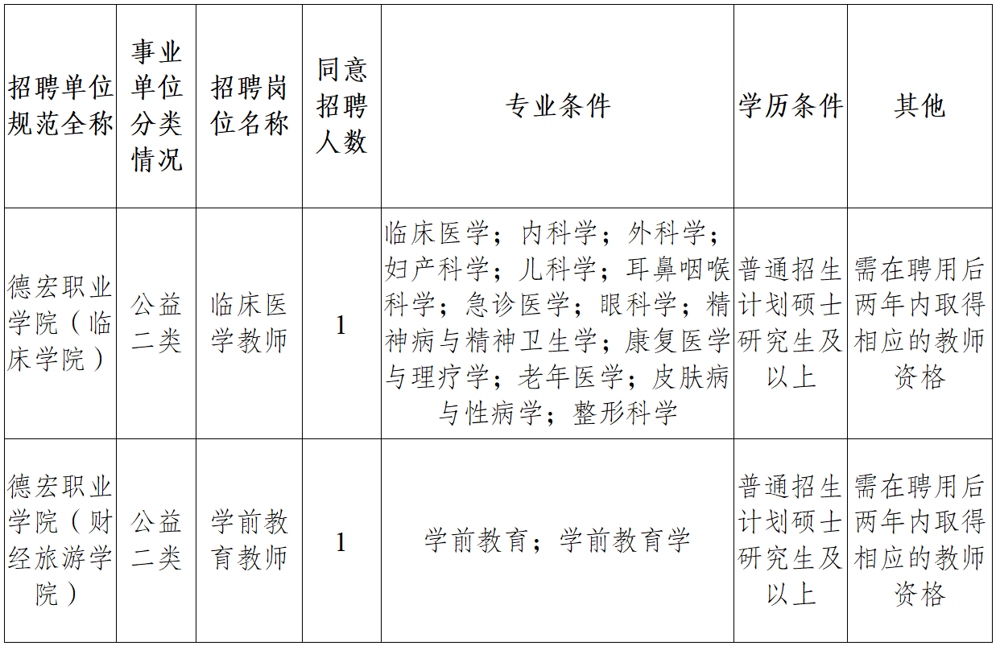 招聘单位
规范全称
事业
单位
分类
情况
招聘岗
位名称
同意
招聘
人数
专业条件
学历条件
其他
德宏职业
学院（临
床学院）
公益
二类
临床医
学教师
1
临床医学；内科学；外科学；
妇产科学；儿科学；耳鼻咽喉
科学；急诊医学；眼科学；精
神病与精神卫生学；康复医学
与理疗学；老年医学；皮肤病
与性病学；整形科学
普通招生
计划硕士
研究生及
以上
需在聘用后
两年内取得
相应的教师
资格
德宏职业
学院（财
经旅游学
院）
公益
二类
学前教
育教师
1
学前教育；学前教育学
普通招生
计划硕士
研究生及
以上
需在聘用后
两年内取得
相应的教师
资格